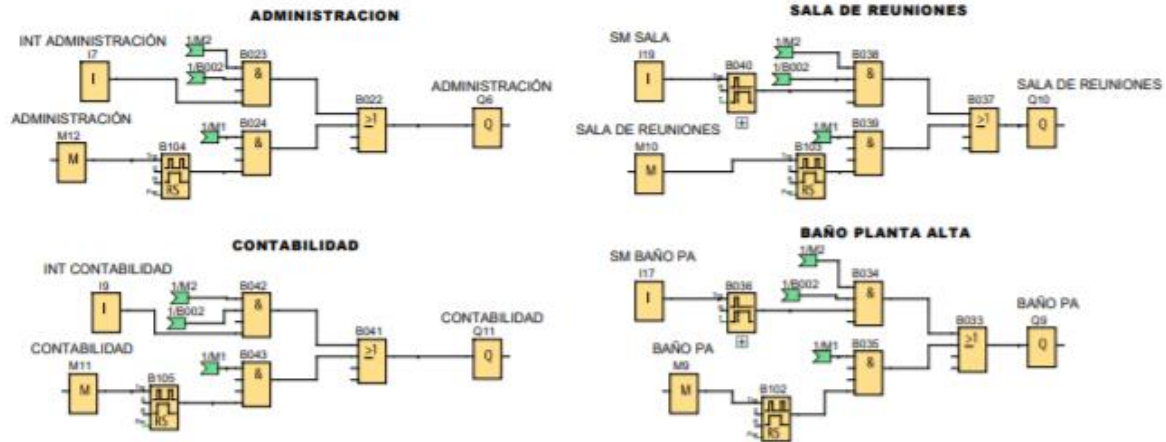 ADMINISTRACION
INT ADMINISTRACIÓN
I7
I
1/M2
1/B002
B023
&
ADMINISTRACIÓN
M12
M
B104
RS
1/M1
B024
&
B022
≥1
ADMINISTRACIÓN
Q6
Q
SALA DE REUNIONES
SM SALA
I19
I
B040
1/M2
1/B002
B038
&
SALA DE REUNIONES
M10
M
1/M1
B103
RS
B039
&
B037
≥1
SALA DE REUNIONES
Q10
Q
CONTABILIDAD
INT CONTABILIDAD
I9
I
1/M2
1/B002
B042
&
CONTABILIDAD
M11
M
B105
RS
1/M1
B043
&
B041
≥1
CONTABILIDAD
Q11
Q
BAÑO PLANTA ALTA
SM BAÑO PA
I17
I
B036
1/M2
1/B002
B034
&
BAÑO PA
M9
M
B102
RS
1/M1
B035
&
B033
≥1
BAÑO PA
Q9
Q